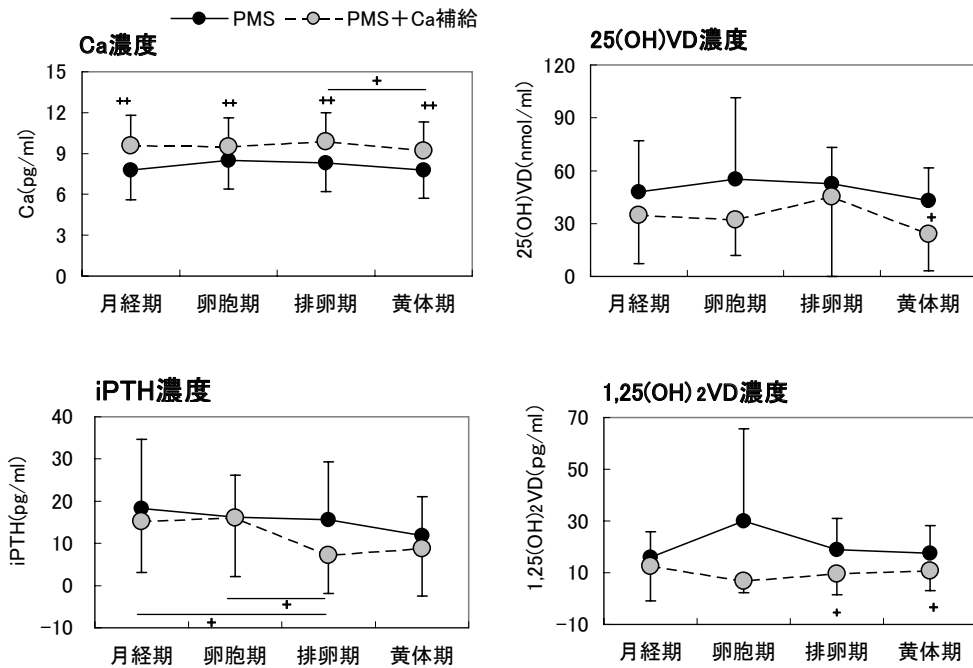 PMS PMS＋Ca補給
Ca濃度
15
12
9
6
3
0
Ca(pg/ml)
++ ++ ++ + ++
月経期 卵胞期 排卵期 黄体期
25(OH)VD濃度
120
90
60
30
0
25(OH)VD(nmol/ml)
+
月経期 卵胞期 排卵期 黄体期
iPTH濃度
40
30
20
10
0
−10
iPTH(pg/ml)
+
+
月経期 卵胞期 排卵期 黄体期
1,25(OH)2VD濃度
70
50
30
10
−10
1,25(OH)2VD(pg/ml)
+ +
月経期 卵胞期 排卵期 黄体期